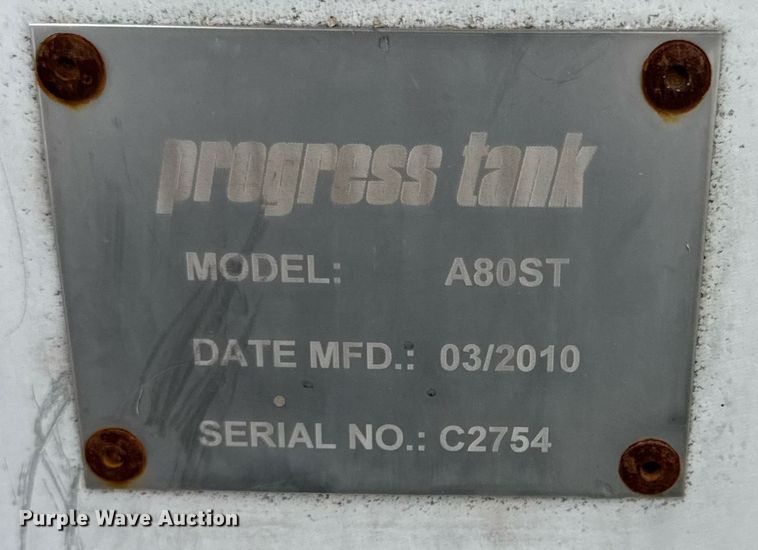 progress tank
MODEL: A80ST
DATE MFD.: 03/2010
SERIAL NO.: C2754
Purple Wave Auction